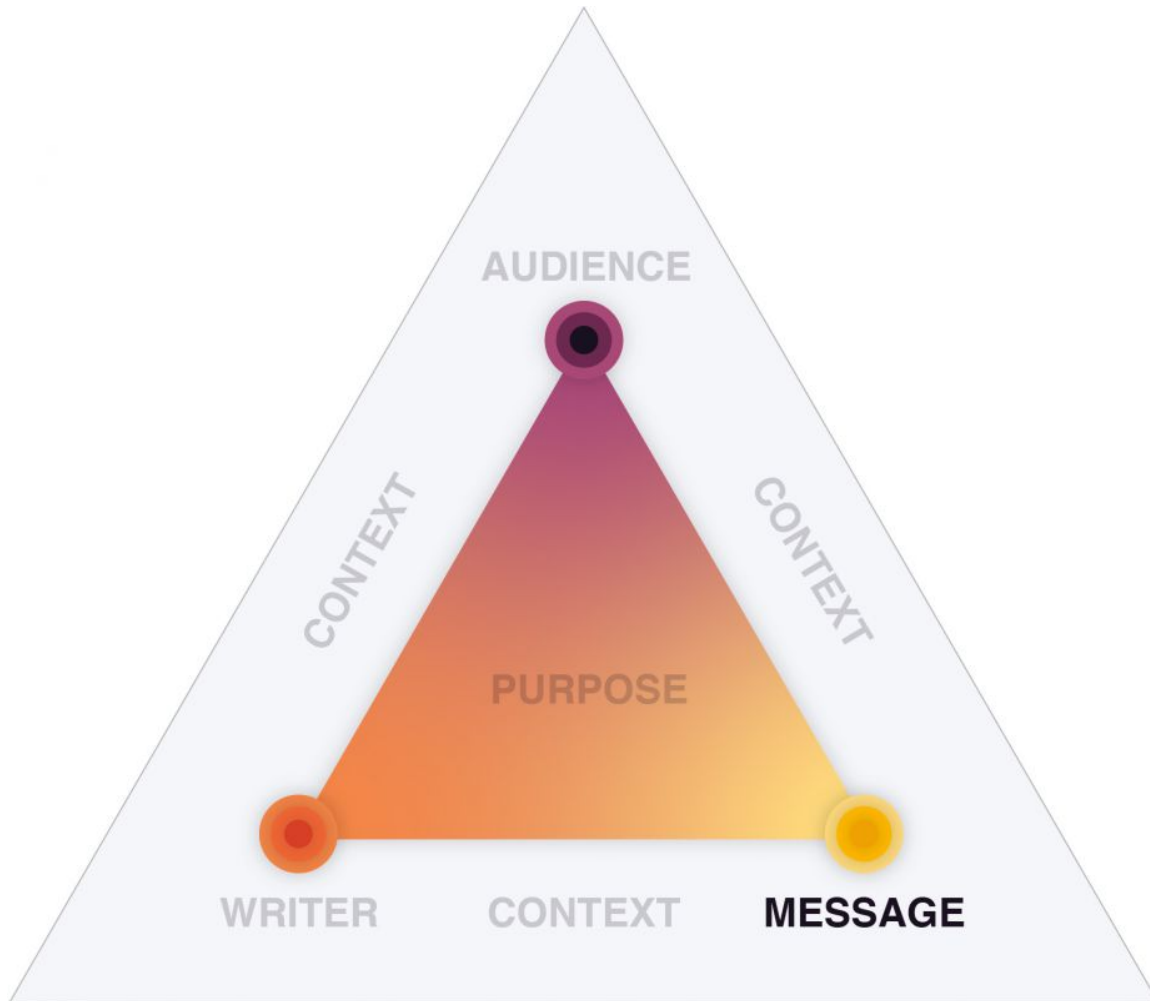 AUDIENCE
CONTEXT
CONTEXT
PURPOSE
WRITER
CONTEXT
MESSAGE